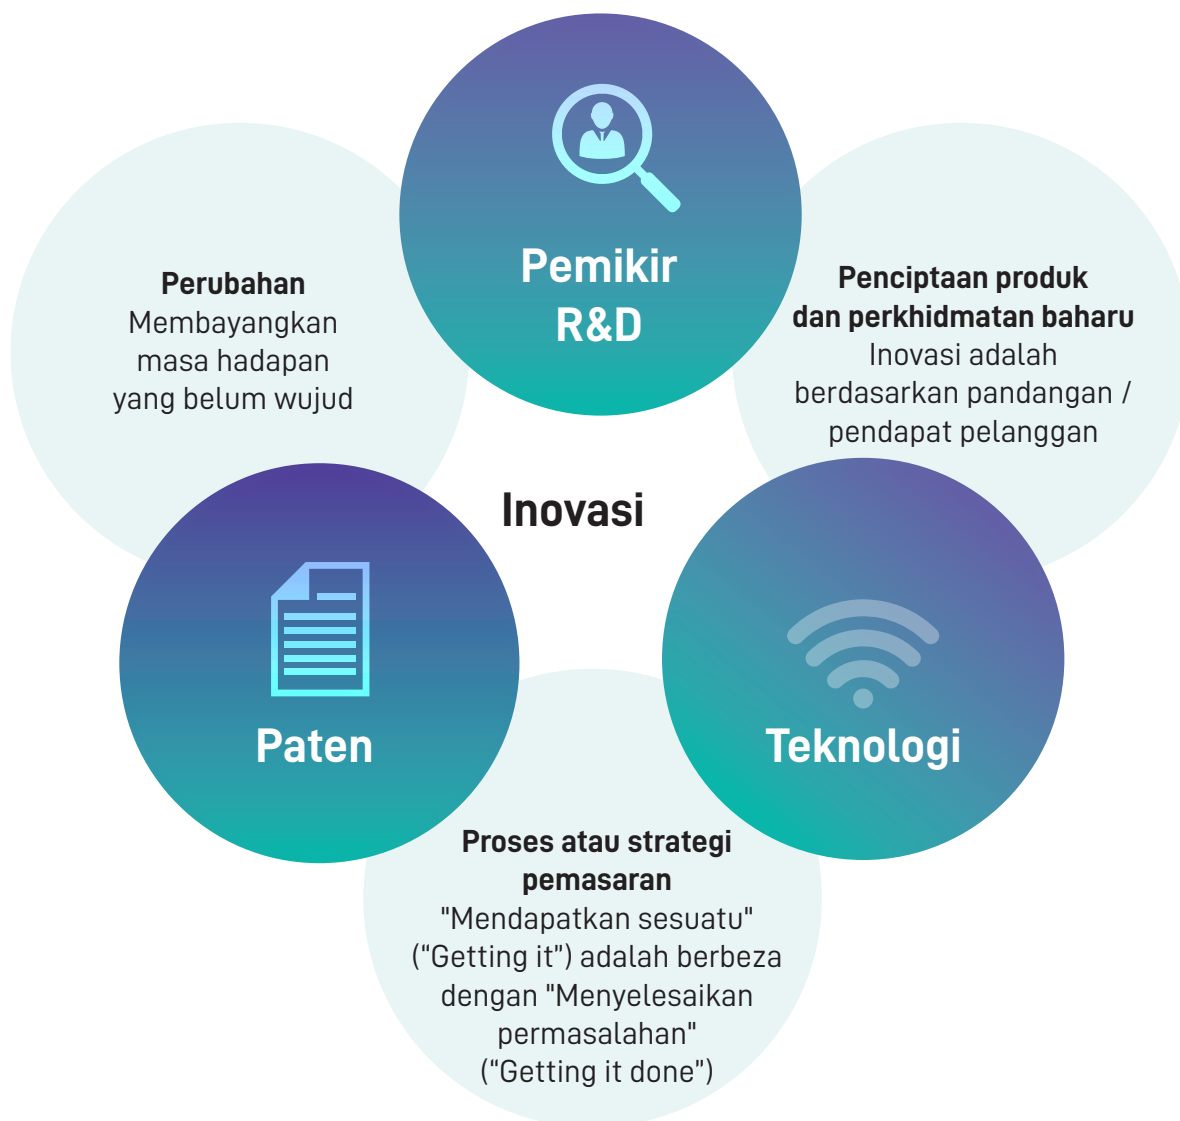 Pemikir
R&D
Perubahan
Membayangkan
masa hadapan
yang belum wujud
Penciptaan produk
dan perkhidmatan baharu
Inovasi adalah
berdasarkan pandangan /
pendapat pelanggan
Inovasi
Paten
Teknologi
Proses atau strategi
pemasaran
"Mendapatkan sesuatu"
(“Getting it”) adalah berbeza
dengan "Menyelesaikan
permasalahan"
(“Getting it done”)